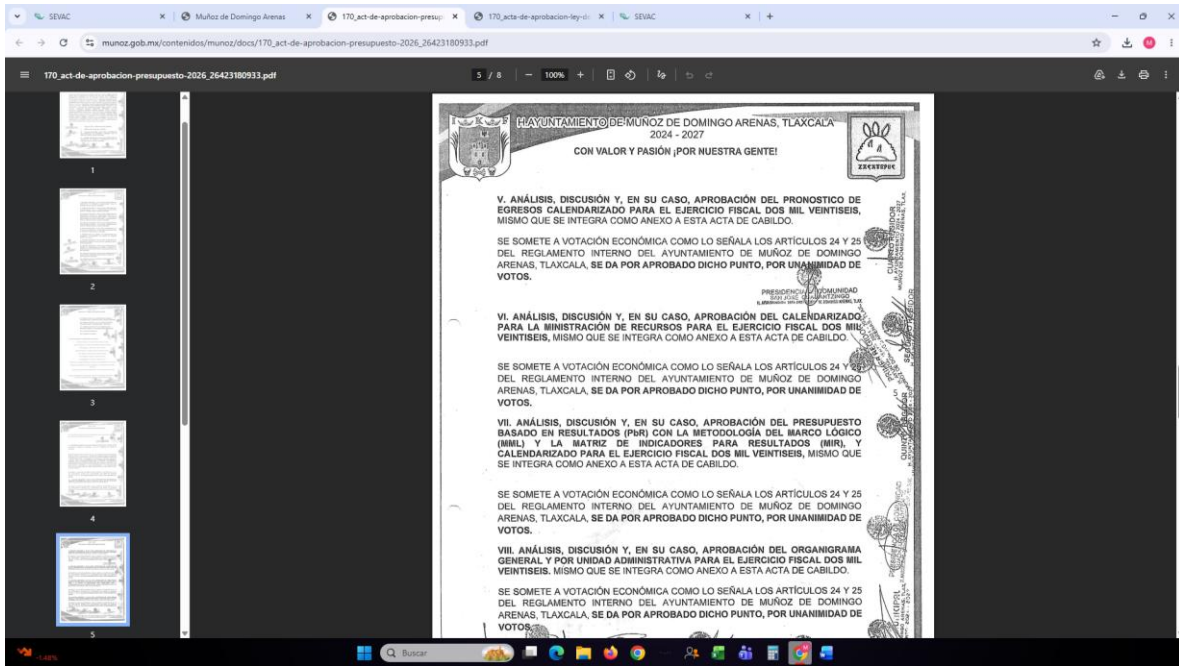 SEVAC
Muñoz de Domingo Arenas
170_act-de-aprobacion-presup
170_acta-de-aprobacion-ley-d
SEVAC
munoz.gob.mx/contenidos/munoz/docs/170_act-de-aprobacion-presupuesto-2026_26423180933.pdf
170_act-de-aprobacion-presupuesto-2026_26423180933.pdf
5 / 8
100%
1
2
3
4
5
H.AYUNTAMIENTO DE MUÑOZ DE DOMINGO ARENAS, TLAXCALA
2024 - 2027
CON VALOR Y PASIÓN ¡POR NUESTRA GENTE!
V. ANÁLISIS, DISCUSIÓN Y, EN SU CASO, APROBACIÓN DEL PRONOSTICO DE
EGRESOS CALENDARIZADO PARA EL EJERCICIO FISCAL DOS MIL VEINTISEIS,
MISMO QUE SE INTEGRA COMO ANEXO A ESTA ACTA DE CABILDO.
SE SOMETE A VOTACIÓN ECONÓMICA COMO LO SEÑALA LOS ARTÍCULOS 24 Y 25
DEL REGLAMENTO INTERNO DEL AYUNTAMIENTO DE MUÑOZ DE DOMINGO
ARENAS, TLAXCALA, SE DA POR APROBADO DICHO PUNTO, POR UNANIMIDAD DE
VOTOS.
PRESIDENCIA COMUNIDAD
VI. ANÁLISIS, DISCUSIÓN Y, EN SU CASO, APROBACIÓN DEL CALENDARIZADO
PARA LA MINISTRACIÓN DE RECURSOS PARA EL EJERCICIO FISCAL DOS MIL
VEINTISEIS, MISMO QUE SE INTEGRA COMO ANEXO A ESTA ACTA DE CABILDO.
SE SOMETE A VOTACIÓN ECONÓMICA COMO LO SEÑALA LOS ARTÍCULOS 24 Y 25
DEL REGLAMENTO INTERNO DEL AYUNTAMIENTO DE MUÑOZ DE DOMINGO
ARENAS, TLAXCALA, SE DA POR APROBADO DICHO PUNTO, POR UNANIMIDAD DE
VOTOS.
VII. ANÁLISIS, DISCUSIÓN Y, EN SU CASO, APROBACIÓN DEL PRESUPUESTO
BASADO EN RESULTADOS (PbR) CON LA METODOLOGÍA DEL MARCO LÓGICO
(MML) Y LA MATRIZ DE INDICADORES PARA RESULTADOS (MIR), Y
CALENDARIZADO PARA EL EJERCICIO FISCAL DOS MIL VEINTISEIS, MISMO QUE
SE INTEGRA COMO ANEXO A ESTA ACTA DE CABILDO.
SE SOMETE A VOTACIÓN ECONÓMICA COMO LO SEÑALA LOS ARTÍCULOS 24 Y 25
DEL REGLAMENTO INTERNO DEL AYUNTAMIENTO DE MUÑOZ DE DOMINGO
ARENAS, TLAXCALA, SE DA POR APROBADO DICHO PUNTO, POR UNANIMIDAD DE
VOTOS.
VIII. ANÁLISIS, DISCUSIÓN Y, EN SU CASO, APROBACIÓN DEL ORGANIGRAMA
GENERAL Y POR UNIDAD ADMINISTRATIVA PARA EL EJERCICIO FISCAL DOS MIL
VEINTISEIS. MISMO QUE SE INTEGRA COMO ANEXO A ESTA ACTA DE CABILDO.
SE SOMETE A VOTACIÓN ECONÓMICA COMO LO SEÑALA LOS ARTÍCULOS 24 Y 25
DEL REGLAMENTO INTERNO DEL AYUNTAMIENTO DE MUÑOZ DE DOMINGO
ARENAS, TLAXCALA, SE DA POR APROBADO DICHO PUNTO, POR UNANIMIDAD DE
VOTOS.
CUARTO REGIDOR
SEGUNDO REGIDOR
QUINTO REGIDOR
-1.48%
Buscar